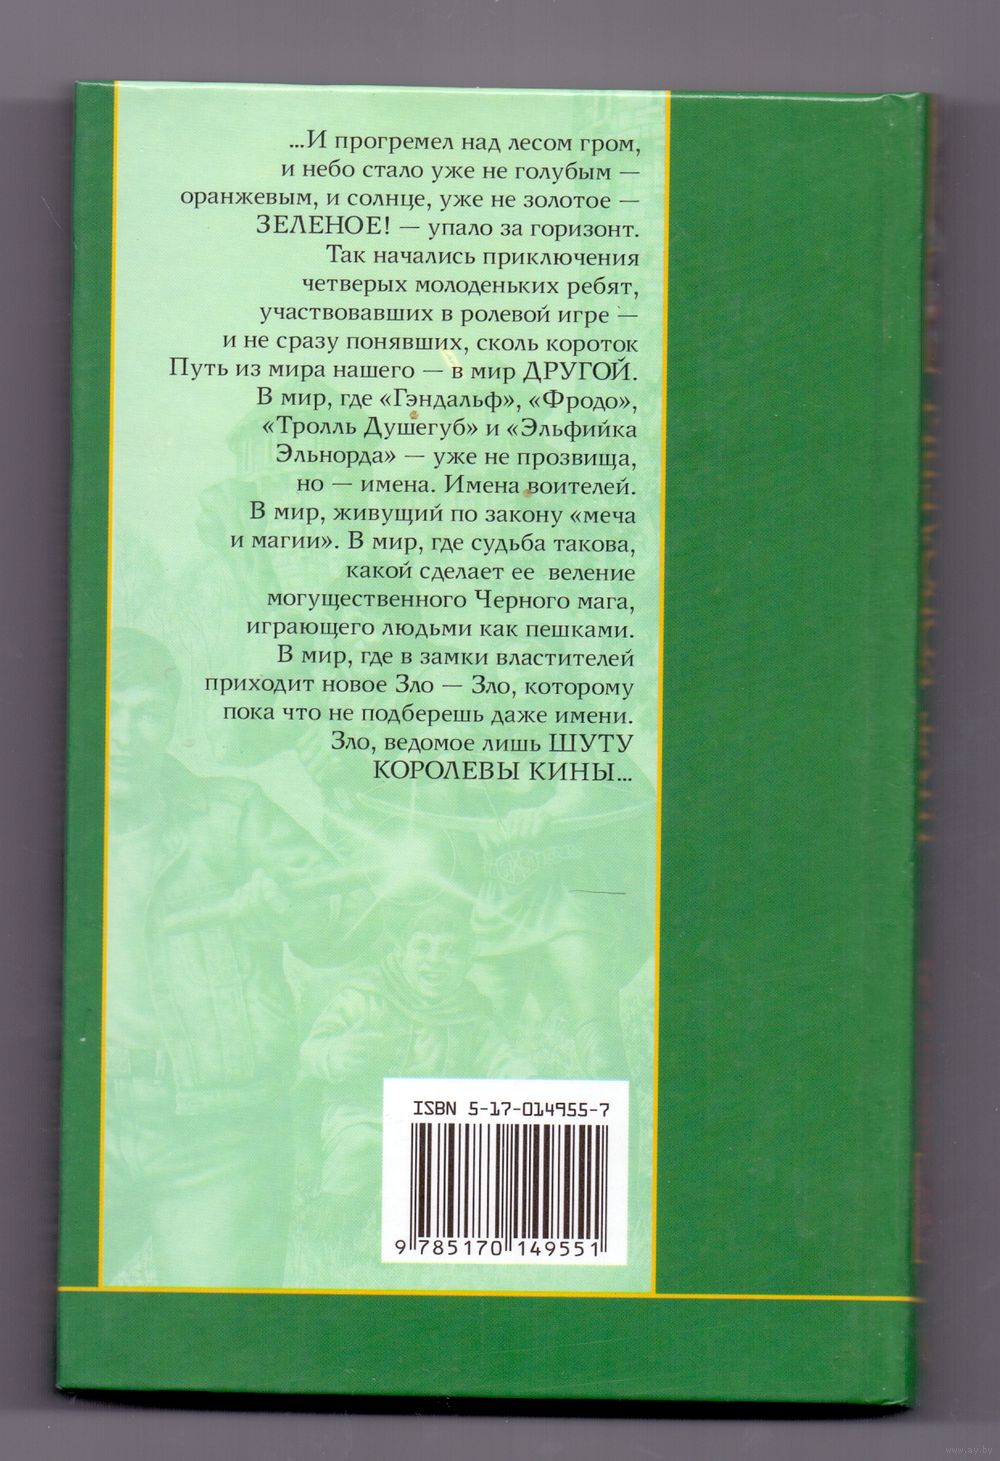 ...И прогремел над лесом гром,
и небо стало уже не голубым —
оранжевым, и солнце, уже не золотое —
ЗЕЛЕНОЕ! — упало за горизонт.
Так начались приключения
четверых молоденьких ребят,
участвовавших в ролевой игре —
и не сразу понявших, сколь короток
Путь из мира нашего — в мир ДРУГОЙ.
В мир, где «Гэндальф», «Фродо»,
«Тролль Душегуб» и «Эльфийка
Эльнорда» — уже не прозвища,
но — имена. Имена воителей.
В мир, живущий по закону «меча
и магии». В мир, где судьба такова,
какой сделает ее веление
могущественного Черного мага,
играющего людьми как пешками.
В мир, где в замки властителей
приходит новое Зло — Зло, которому
пока что не подберешь даже имени.
Зло, ведомое лишь ШУТУ
КОРОЛЕВЫ КИНЫ...
ISBN 5-17-014955-7
9 785170 149551
www.ay.by